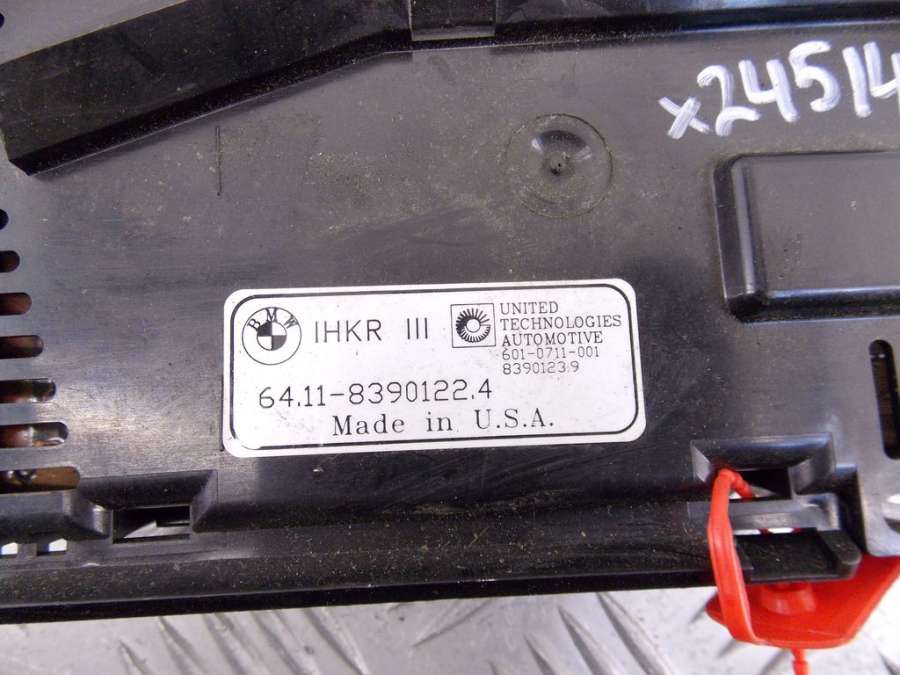 x24514
BMW
IHKR III
UNITED
TECHNOLOGIES
AUTOMOTIVE
601-0711-001
8390123.9
64.11-8390122.4
Made in U.S.A.